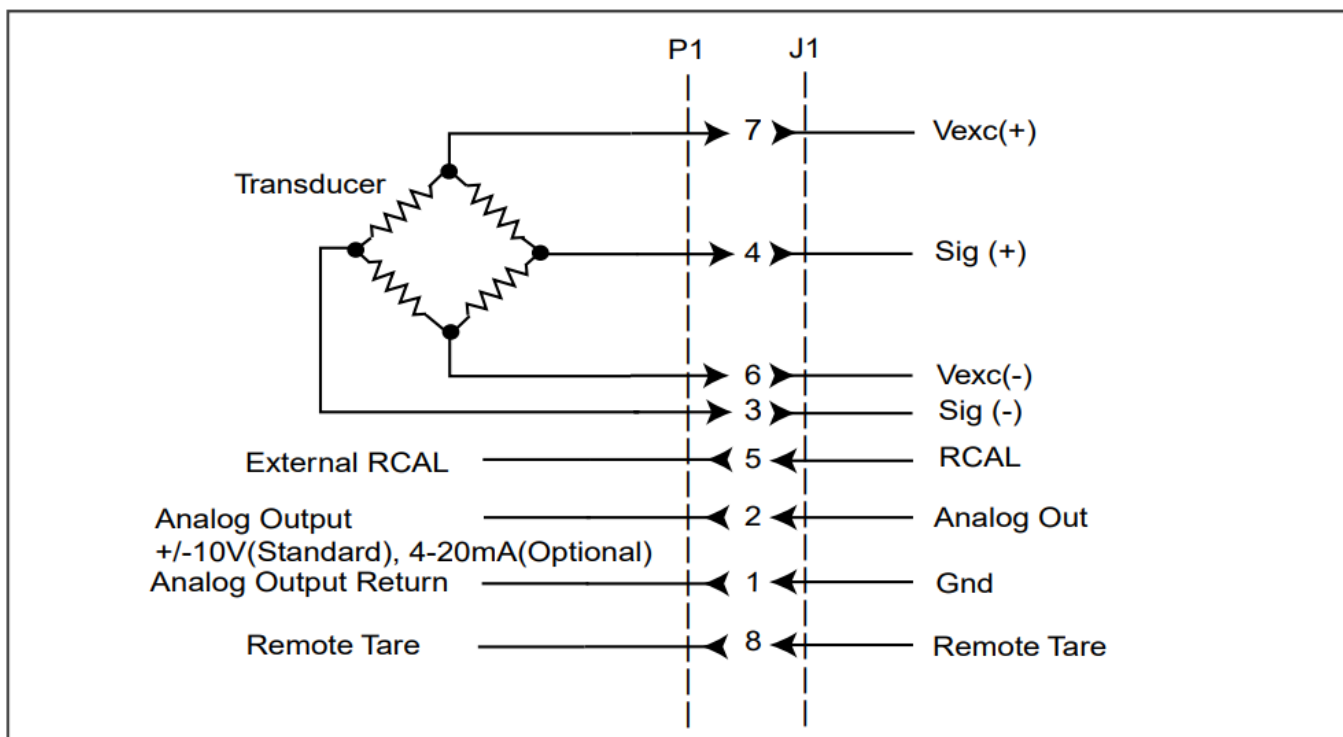 P1 J1
7 Vexc(+)
Transducer
4 Sig (+)
6 Vexc(-)
3 Sig (-)
External RCAL 5 RCAL
Analog Output 2 Analog Out
+/-10V(Standard), 4-20mA(Optional)
Analog Output Return 1 Gnd
Remote Tare 8 Remote Tare